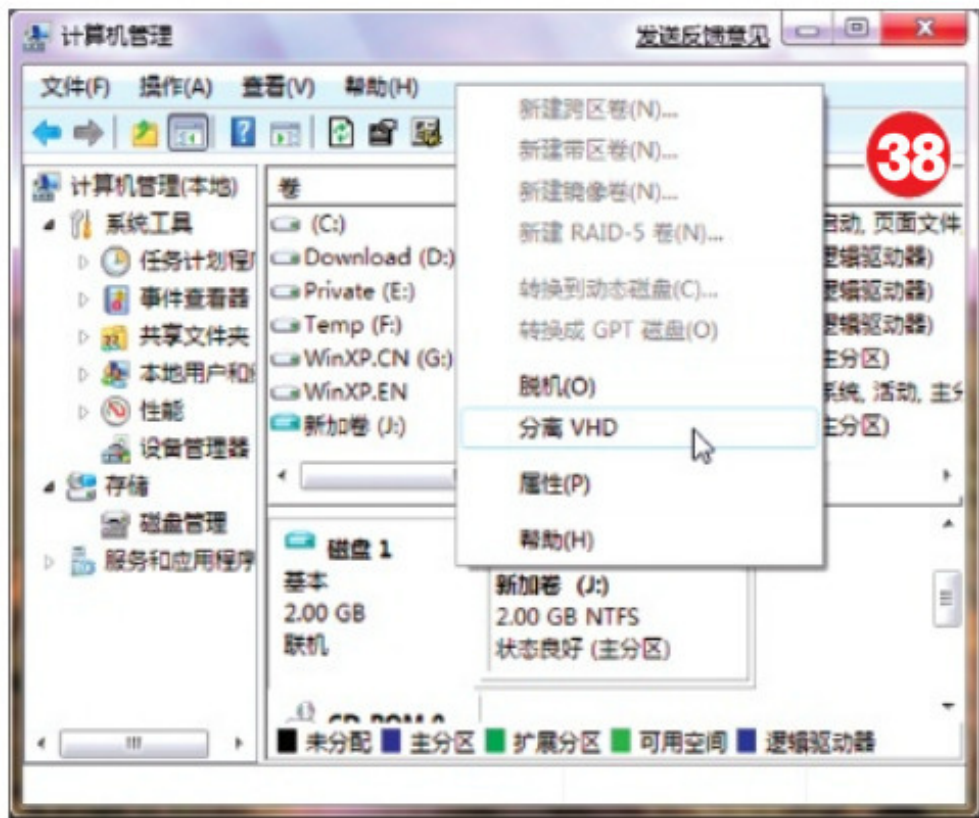 计算机管理
发送反馈意见
文件(F) 操作(A) 查看(V) 帮助(H)
38
计算机管理(本地)
系统工具
任务计划程
事件查看器
共享文件夹
本地用户和
性能
设备管理器
存储
磁盘管理
服务和应用程序
卷
(C:)
Download (D:)
Private (E:)
Temp (F:)
WinXP.CN (G:)
WinXP.EN
新加卷 (J:)
新建跨区卷(N)...
新建带区卷(N)...
新建镜像卷(N)...
新建 RAID-5 卷(N)...
转换到动态磁盘(C)...
转换成 GPT 磁盘(O)
脱机(O)
分离 VHD
属性(P)
帮助(H)
启动, 页面文件,
逻辑驱动器)
逻辑驱动器)
逻辑驱动器)
主分区)
系统, 活动, 主分
主分区)
磁盘 1
基本
2.00 GB
联机
新加卷 (J:)
2.00 GB NTFS
状态良好 (主分区)
CD-ROM 0
未分配 主分区 扩展分区 可用空间 逻辑驱动器